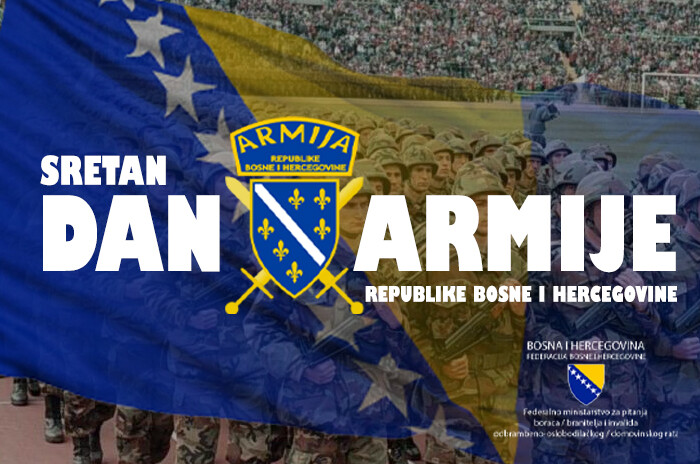 SRETAN
DAN ARMIJE
REPUBLIKE BOSNE I HERCEGOVINE
ARMIJA
REPUBLIKE
BOSNE I HERCEGOVINE
BOSNA I HERCEGOVINA
FEDERACIJA BOSNE I HERCEGOVINE
Federalno ministarstvo za pitanja
boraca / branitelja i invalida
odbrambeno-oslobodilačkog / domovinskog rata